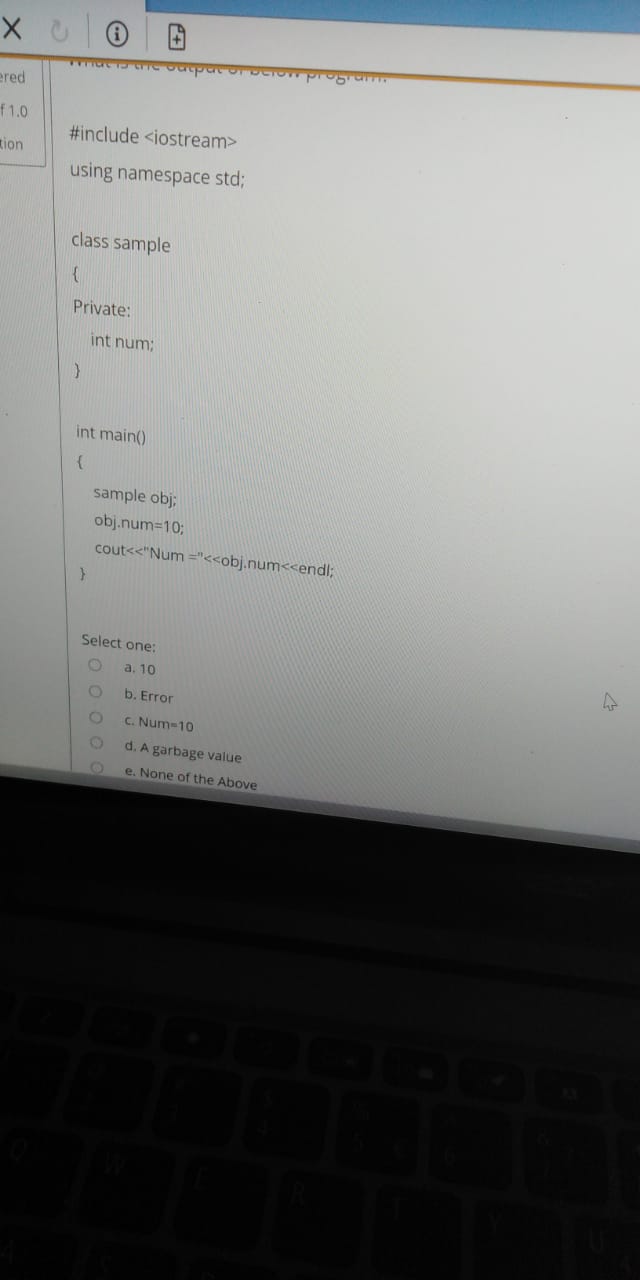 ered
f 1.0
tion
What is the output of below program?
#include <iostream>
using namespace std;
class sample
{
Private:
int num;
}
int main()
{
sample obj;
obj.num=10;
cout<<"Num ="<<obj.num<<endl;
}
Select one:
a. 10
b. Error
c. Num=10
d. A garbage value
e. None of the Above
Q
W
E
R
T
Y
U